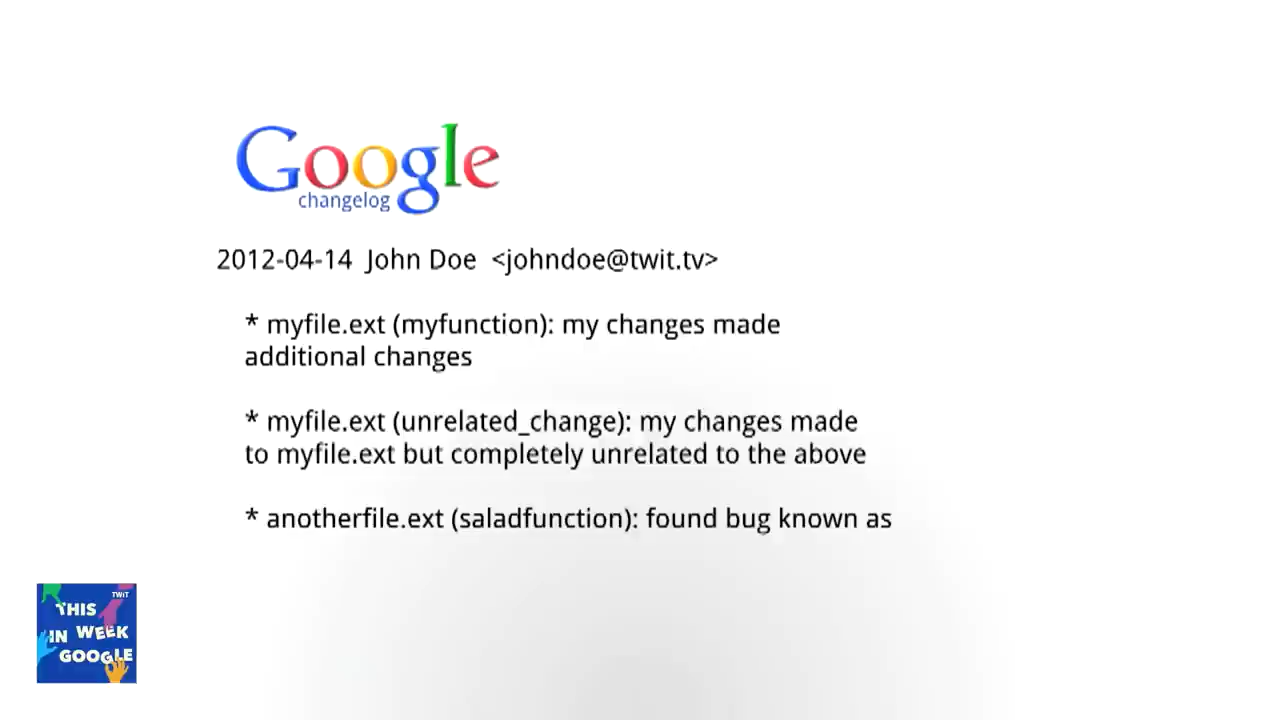 Google
changelog
2012-04-14 John Doe <johndoe@twit.tv>
* myfile.ext (myfunction): my changes made
additional changes
* myfile.ext (unrelated_change): my changes made
to myfile.ext but completely unrelated to the above
* anotherfile.ext (saladfunction): found bug known as
TWiT
THIS
IN WEEK
GOOGLE